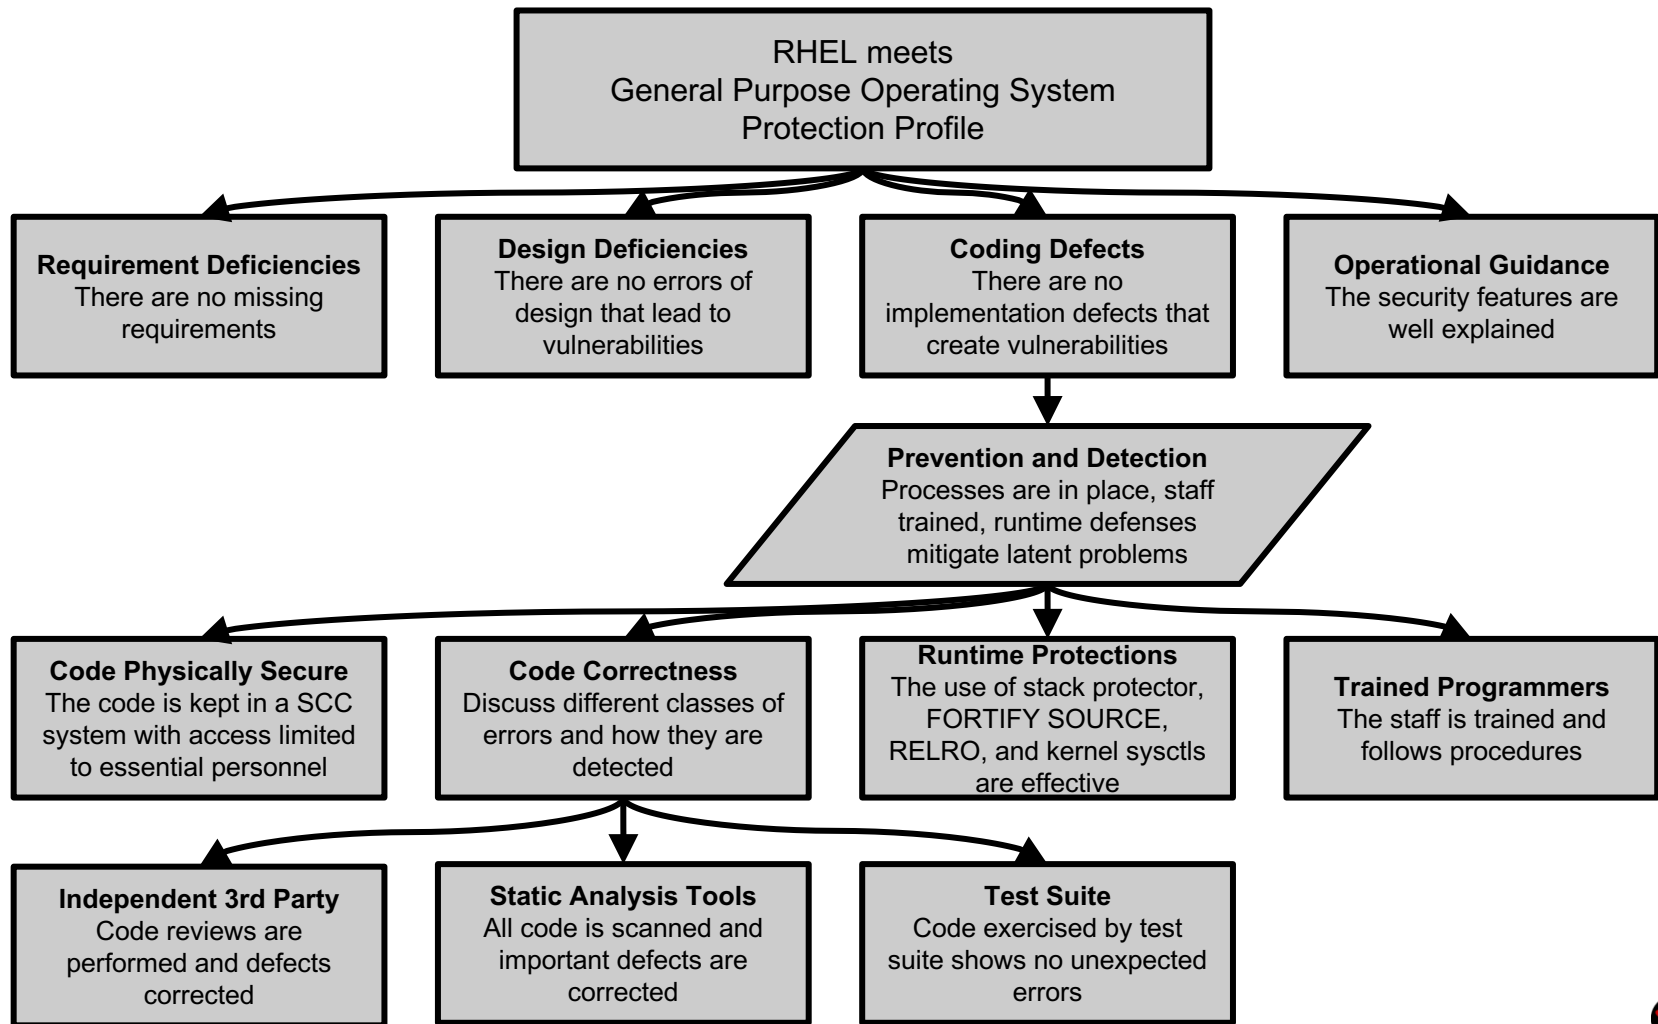 RHEL meets
General Purpose Operating System
Protection Profile
Requirement Deficiencies
There are no missing
requirements
Design Deficiencies
There are no errors of
design that lead to
vulnerabilities
Coding Defects
There are no
implementation defects that
create vulnerabilities
Operational Guidance
The security features are
well explained
Prevention and Detection
Processes are in place, staff
trained, runtime defenses
mitigate latent problems
Code Physically Secure
The code is kept in a SCC
system with access limited
to essential personnel
Code Correctness
Discuss different classes of
errors and how they are
detected
Runtime Protections
The use of stack protector,
FORTIFY SOURCE,
RELRO, and kernel sysctls
are effective
Trained Programmers
The staff is trained and
follows procedures
Independent 3rd Party
Code reviews are
performed and defects
corrected
Static Analysis Tools
All code is scanned and
important defects are
corrected
Test Suite
Code exercised by test
suite shows no unexpected
errors